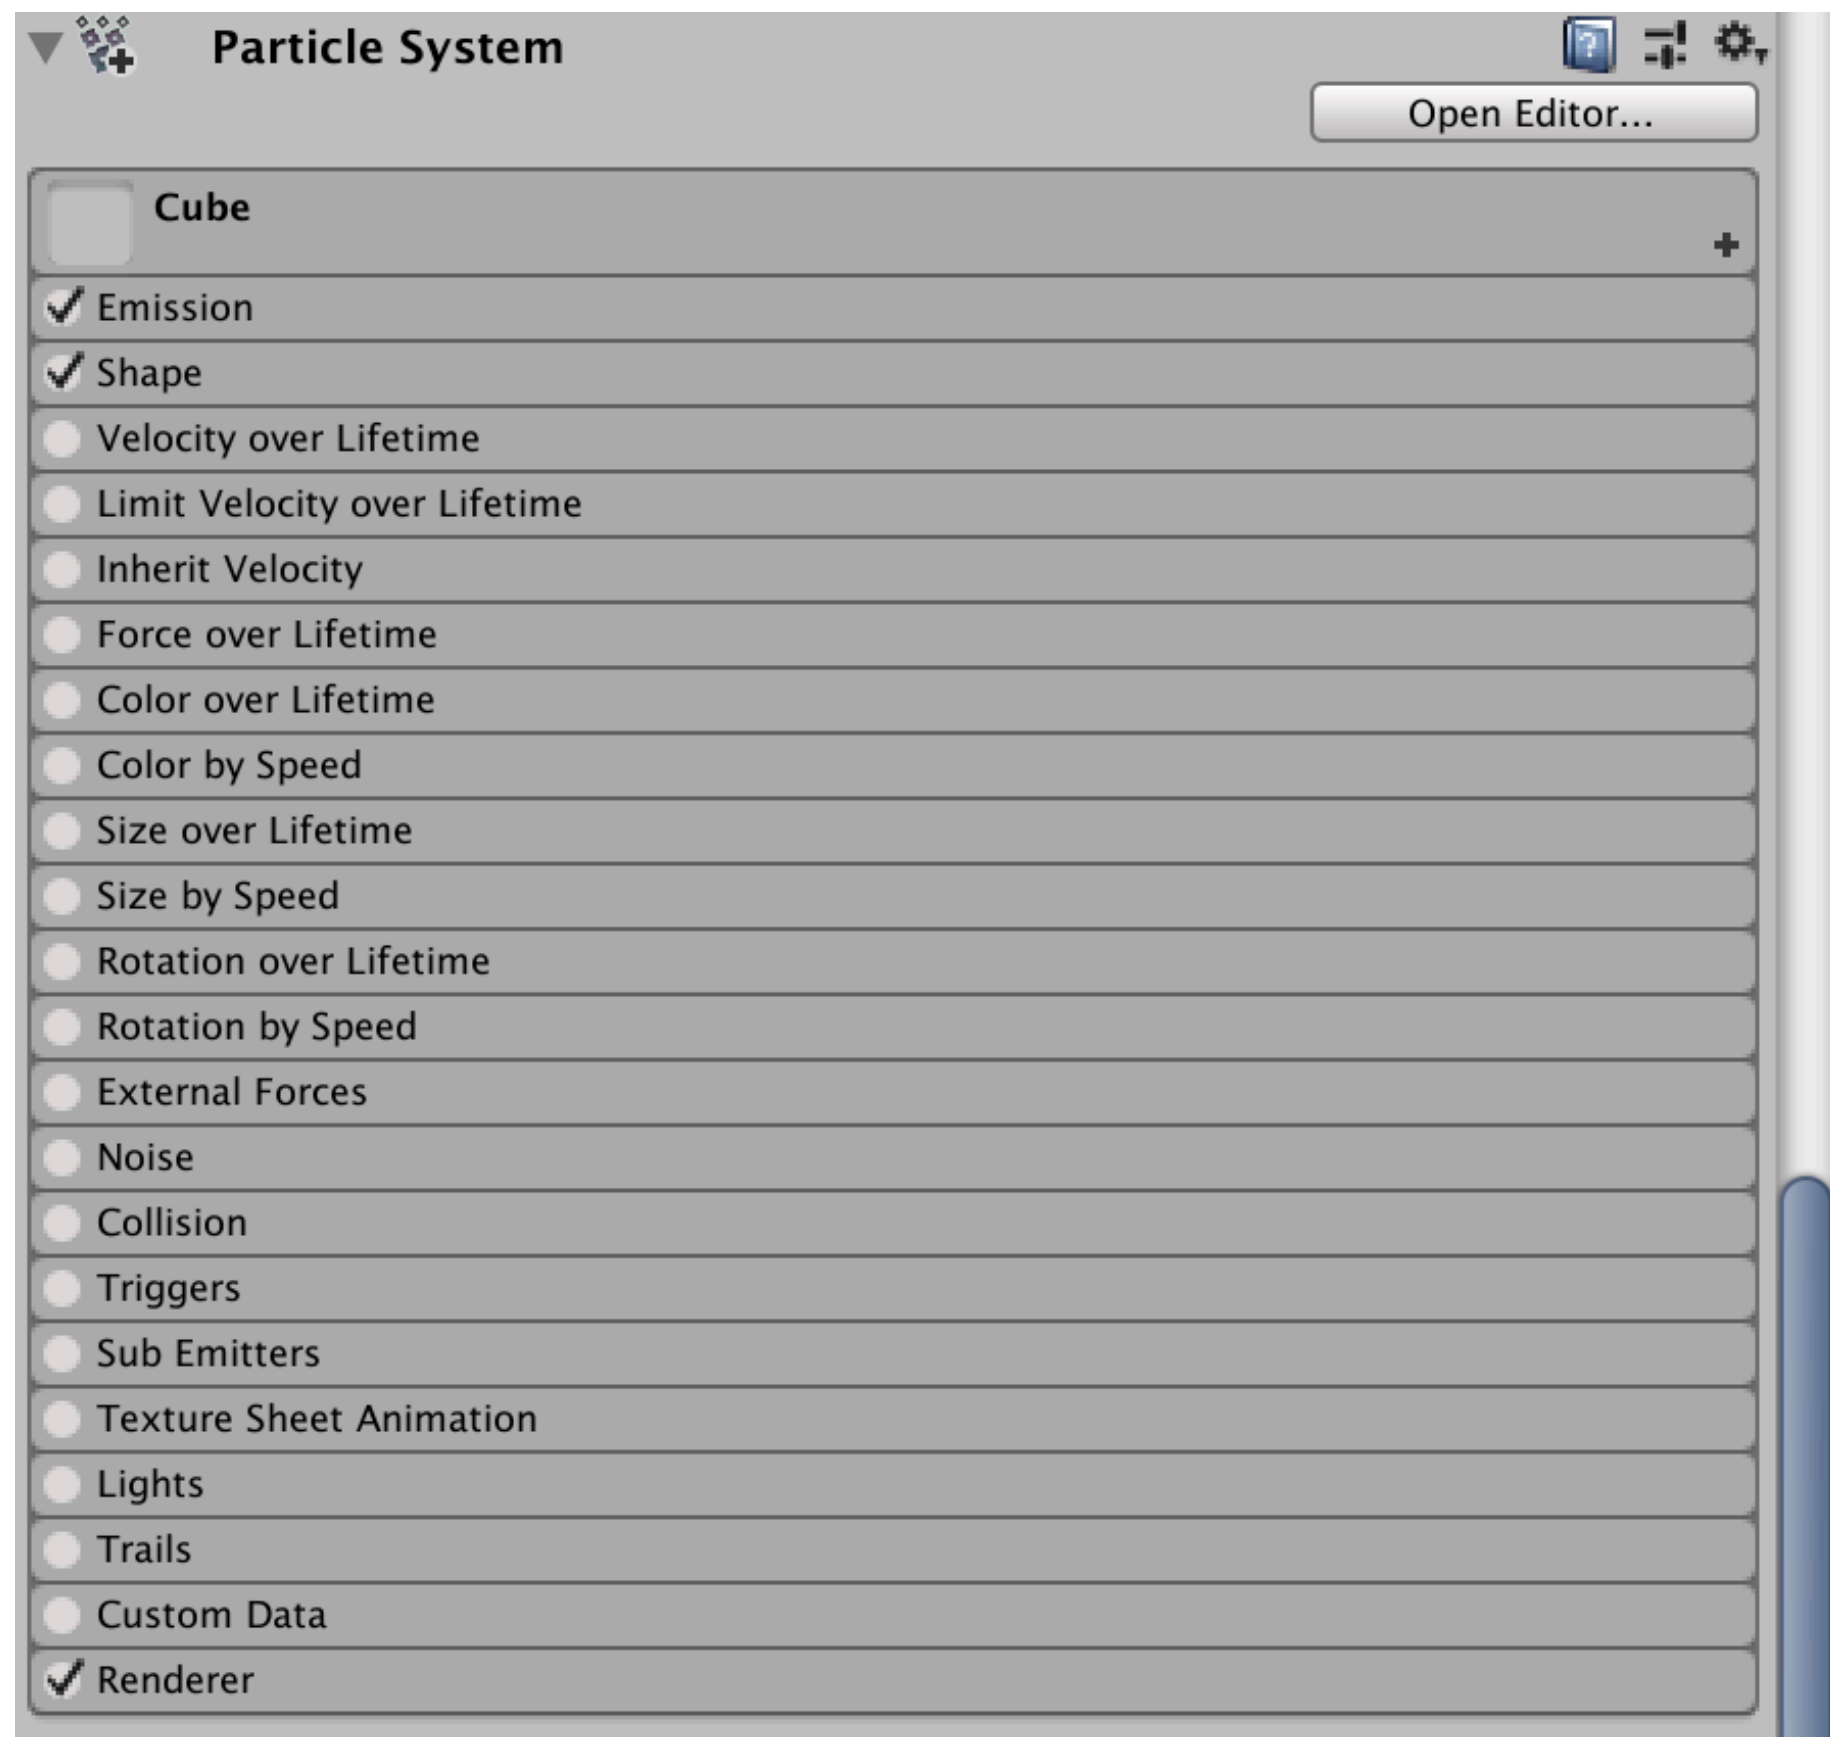 Particle System
Open Editor...
Cube
Emission
Shape
Velocity over Lifetime
Limit Velocity over Lifetime
Inherit Velocity
Force over Lifetime
Color over Lifetime
Color by Speed
Size over Lifetime
Size by Speed
Rotation over Lifetime
Rotation by Speed
External Forces
Noise
Collision
Triggers
Sub Emitters
Texture Sheet Animation
Lights
Trails
Custom Data
Renderer